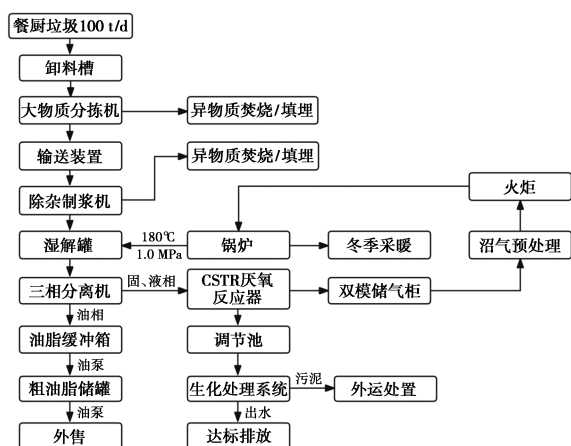 餐厨垃圾100 t/d
卸料槽
大物质分拣机
异物质焚烧/填埋
输送装置
异物质焚烧/填埋
火炬
除杂制浆机
湿解罐
180℃
1.0 MPa
锅炉
冬季采暖
沼气预处理
三相分离机
固、液相
CSTR厌氧
反应器
双模储气柜
油相
油脂缓冲箱
调节池
油泵
粗油脂储罐
生化处理系统
污泥
外运处置
油泵
出水
外售
达标排放